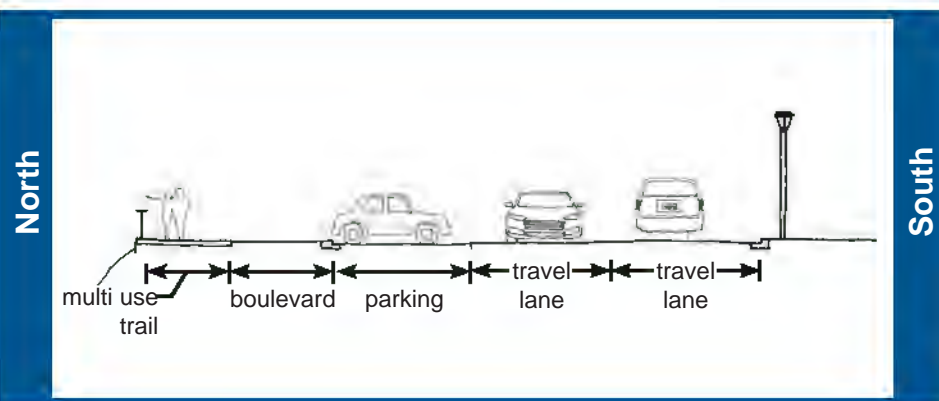 North
multi use
trail
boulevard
parking
travel
lane
travel
lane
South